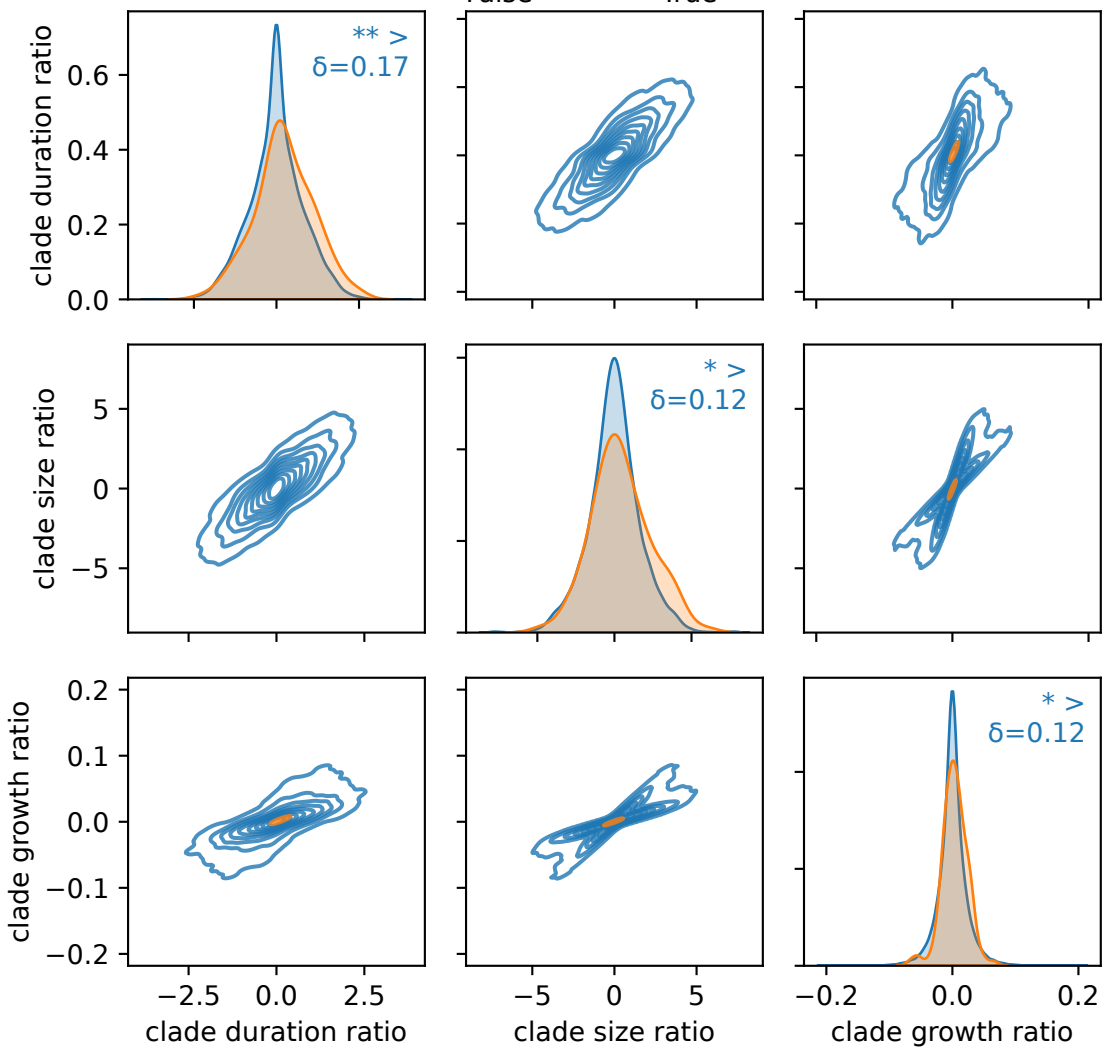 clade duration ratio
0.6
0.4
0.2
0.0
** >
δ=0.17
clade size ratio
5
0
−5
* >
δ=0.12
clade growth ratio
0.2
0.1
0.0
−0.1
−0.2
* >
δ=0.12
−2.5 0.0 2.5
−5 0 5
−0.2 0.0 0.2
clade duration ratio
clade size ratio
clade growth ratio